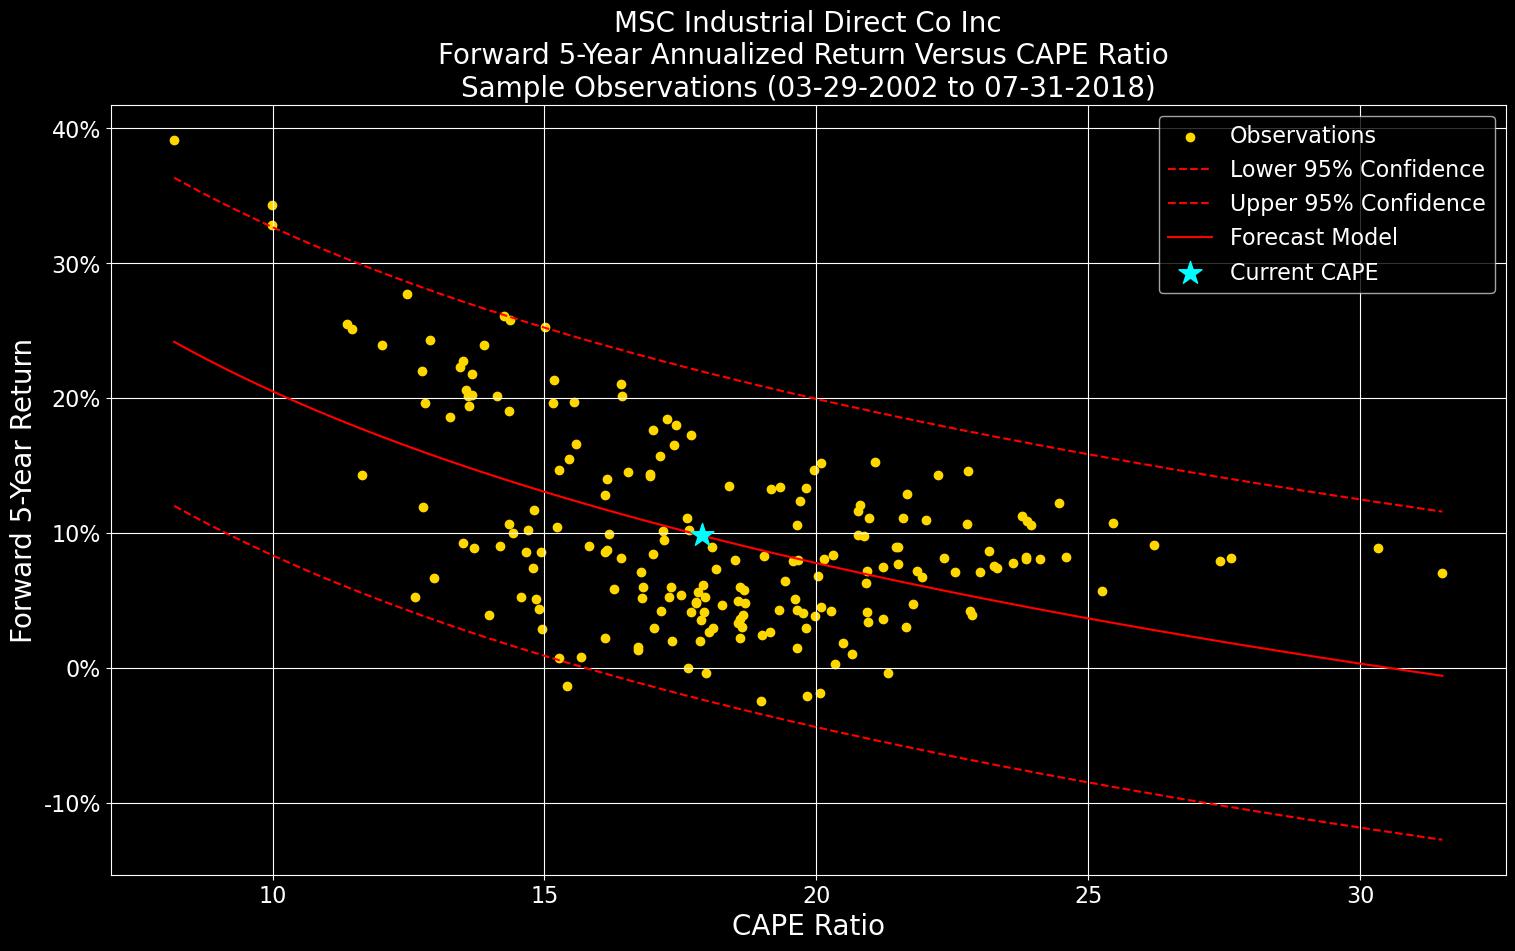 MSC Industrial Direct Co Inc
Forward 5-Year Annualized Return Versus CAPE Ratio
Sample Observations (03-29-2002 to 07-31-2018)
Observations
Lower 95% Confidence
Upper 95% Confidence
Forecast Model
Current CAPE
Forward 5-Year Return
40%
30%
20%
10%
0%
-10%
10
15
20
25
30
CAPE Ratio